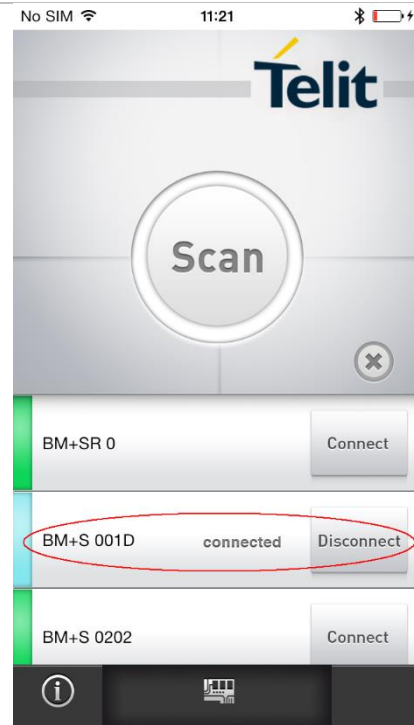 No SIM 11:21
Telit
Scan
BM+SR 0 Connect
BM+S 001D connected Disconnect
BM+S 0202 Connect